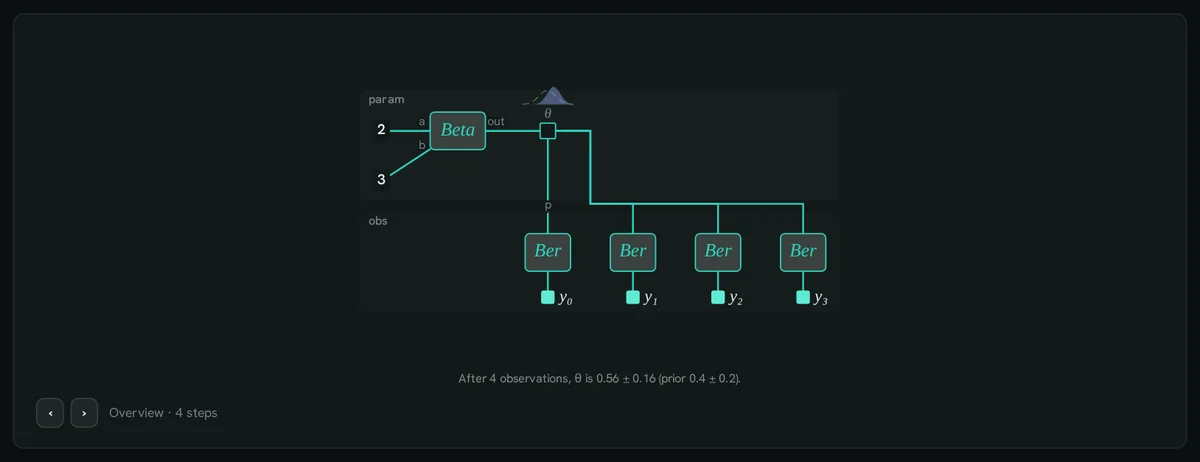 param
θ
2 a Beta out
b
3
p
obs
Ber Ber Ber Ber
y₀ y₁ y₂ y₃
After 4 observations, θ is 0.56 ± 0.16 (prior 0.4 ± 0.2).
‹ › Overview · 4 steps